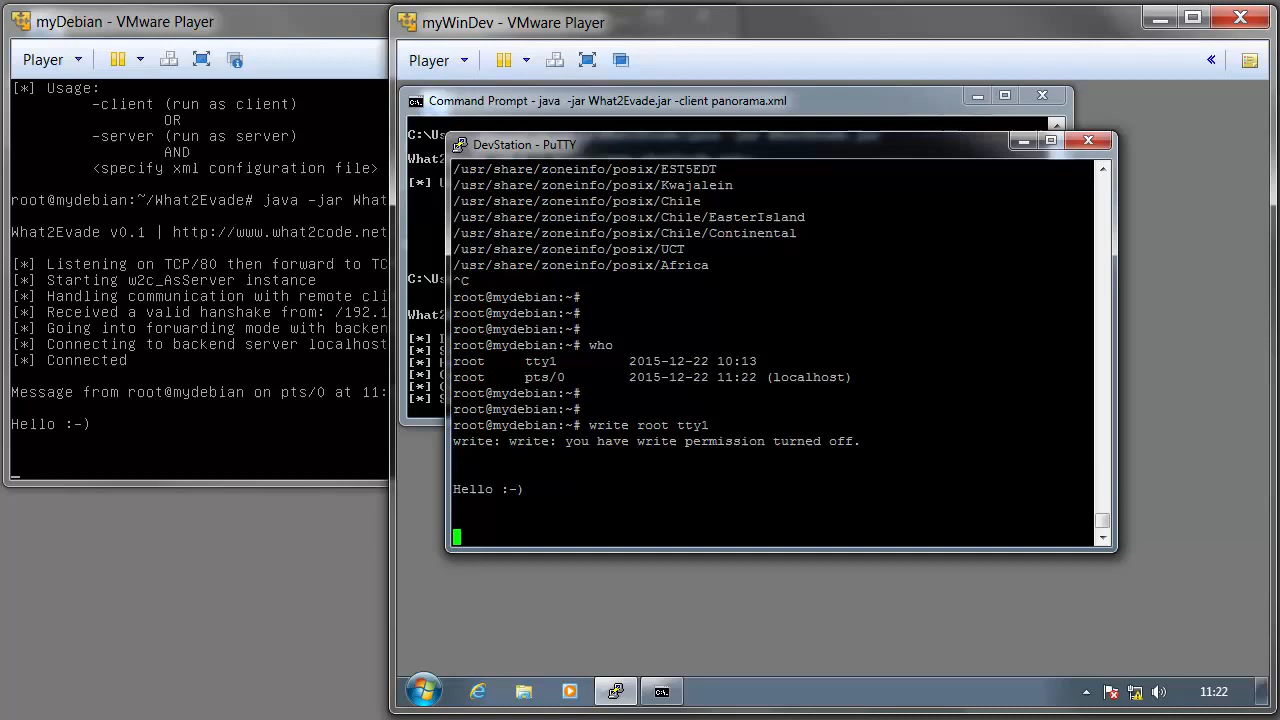 myDebian - VMware Player
Player
[*] Usage:
-client (run as client)
OR
-server (run as server)
AND
<specify xml configuration file>
root@mydebian:~/What2Evade# java -jar What
What2Evade v0.1 | http://www.what2code.net
[*] Listening on TCP/80 then forward to TC
[*] Starting w2c_AsServer instance
[*] Handling communication with remote cli
[*] Received a valid hanshake from: /192.1
[*] Going into forwarding mode with backen
[*] Connecting to backend server localhost
[*] Connected
Message from root@mydebian on pts/0 at 11:
Hello :-)
myWinDev - VMware Player
Player
«
Command Prompt - java -jar What2Evade.jar -client panorama.xml
C:\Us
What2
[*] U
C:\Us
What2
[*]
[*] S
[*]
[*]
[*]
[*] S
DevStation - PuTTY
/usr/share/zoneinfo/posix/EST5EDT
/usr/share/zoneinfo/posix/Kwajalein
/usr/share/zoneinfo/posix/Chile
/usr/share/zoneinfo/posix/Chile/EasterIsland
/usr/share/zoneinfo/posix/Chile/Continental
/usr/share/zoneinfo/posix/UCT
/usr/share/zoneinfo/posix/Africa
^C
root@mydebian:~#
root@mydebian:~#
root@mydebian:~#
root@mydebian:~# who
root tty1 2015-12-22 10:13
root pts/0 2015-12-22 11:22 (localhost)
root@mydebian:~#
root@mydebian:~#
root@mydebian:~# write root tty1
write: write: you have write permission turned off.
Hello :-)
11:22